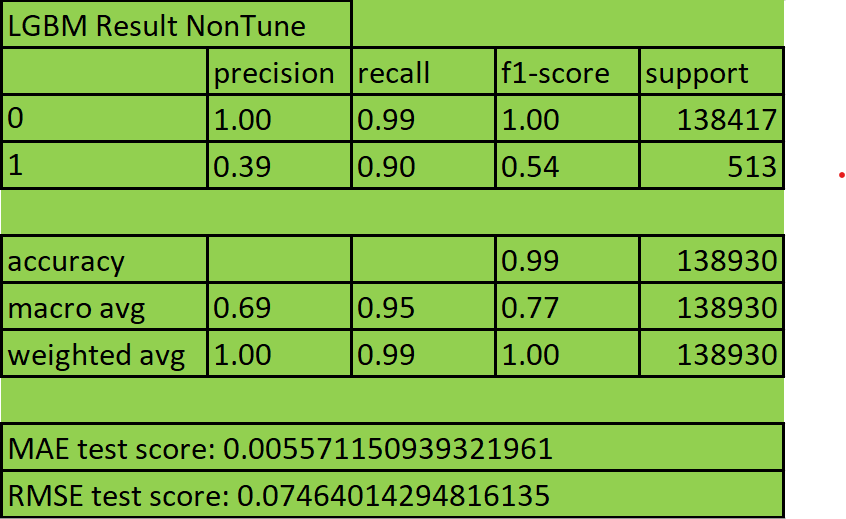 LGBM Result NonTune
precision recall f1-score support
0 1.00 0.99 1.00 138417
1 0.39 0.90 0.54 513
accuracy 0.99 138930
macro avg 0.69 0.95 0.77 138930
weighted avg 1.00 0.99 1.00 138930
MAE test score: 0.005571150939321961
RMSE test score: 0.07464014294816135